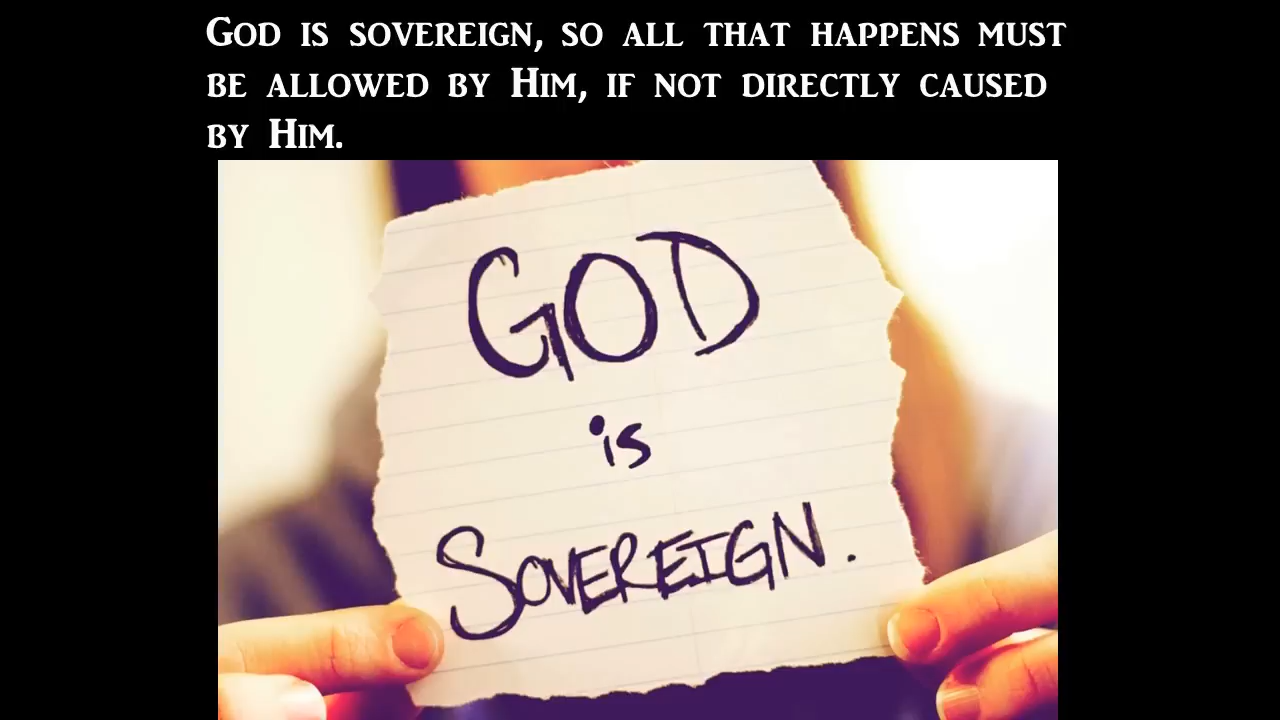 God is sovereign, so all that happens must
be allowed by Him, if not directly caused
by Him.
GOD
is
SOVEREIGN.